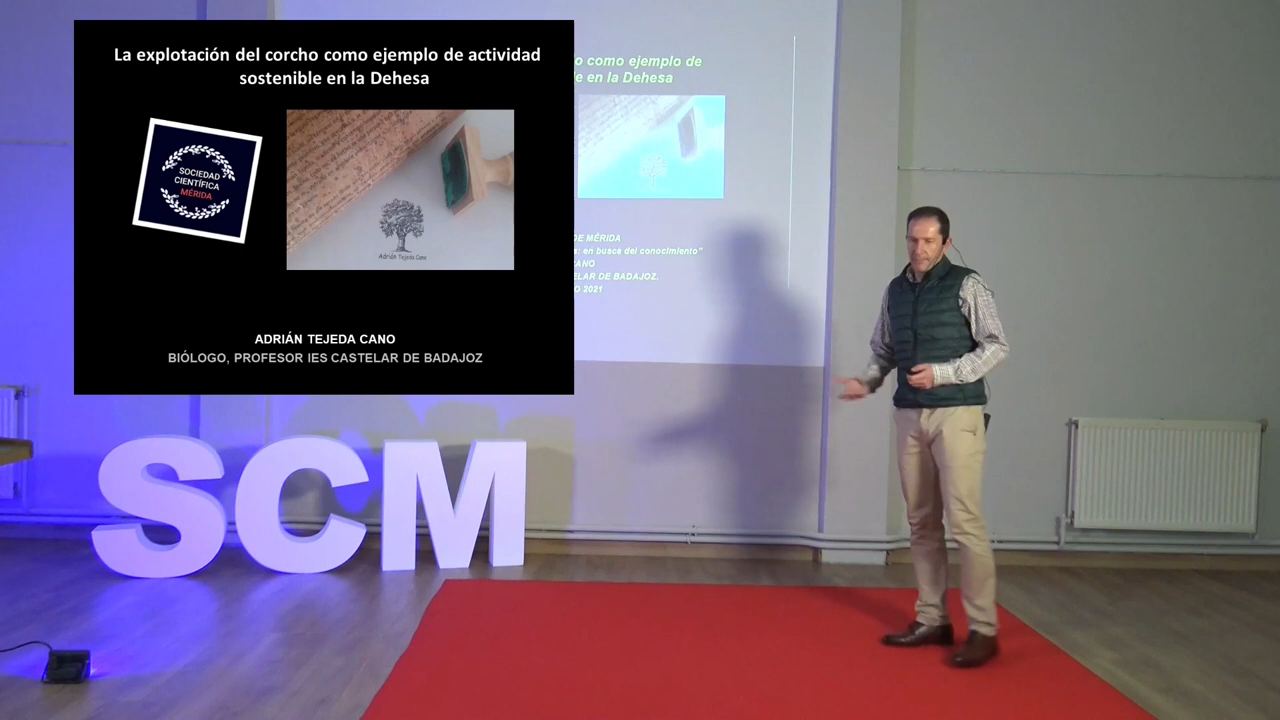 La explotación del corcho como ejemplo de actividad
sostenible en la Dehesa
SOCIEDAD
CIENTÍFICA
MÉRIDA
Adrián Tejeda Cano
ADRIÁN TEJEDA CANO
BIÓLOGO, PROFESOR IES CASTELAR DE BADAJOZ
o como ejemplo de
le en la Dehesa
DE MÉRIDA
s: en busca del conocimiento"
CANO
ELAR DE BADAJOZ.
O 2021
SCM